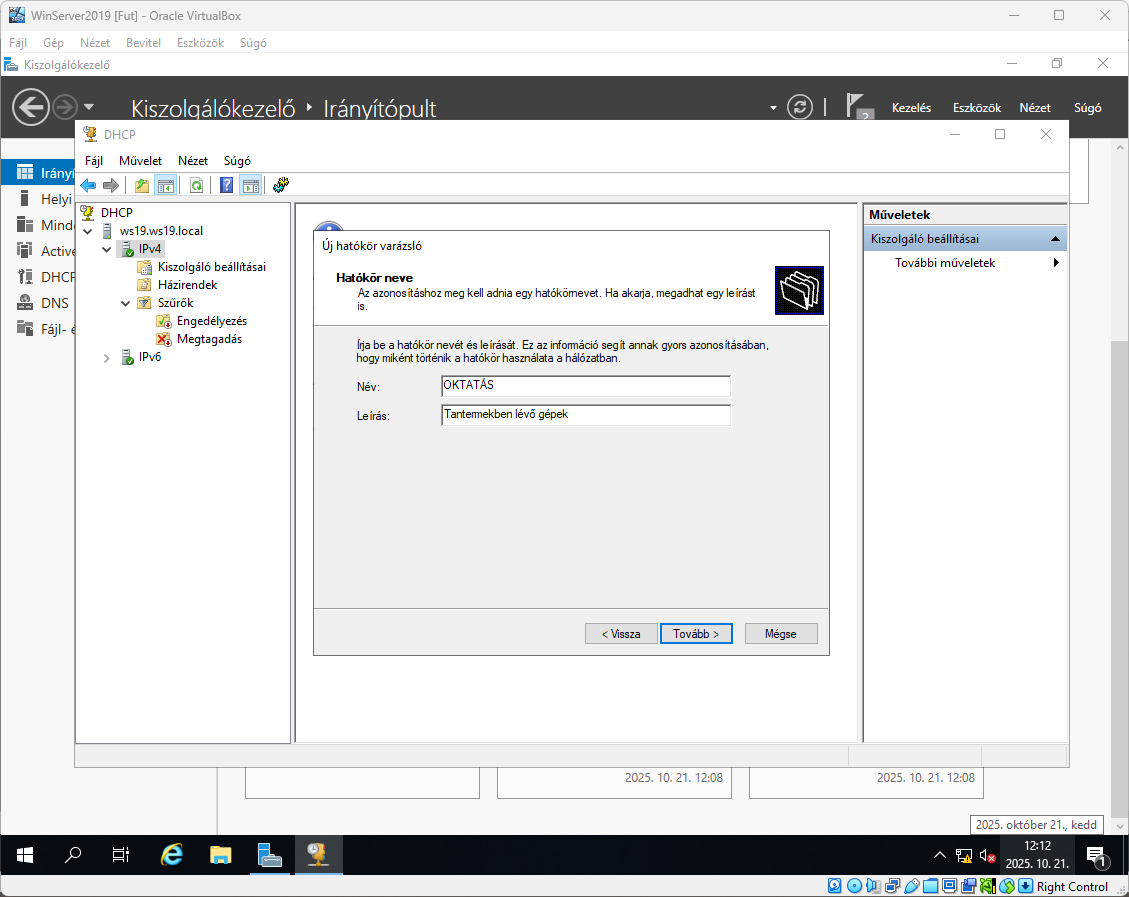 WinServer2019 [Fut] - Oracle VirtualBox
Fájl Gép Nézet Bevitel Eszközök Súgó
Kiszolgálókezelő
Kiszolgálókezelő Irányítópult
Kezelés Eszközök Nézet Súgó
DHCP
Fájl Művelet Nézet Súgó
Irányí
Helyi
Mind
Active
DHCP
DNS
Fájl- é
DHCP
ws19.ws19.local
IPv4
Kiszolgáló beállításai
Házirendek
Szűrők
Engedélyezés
Megtagadás
IPv6
Új hatókör varázsló
Hatókör neve
Az azonosításhoz meg kell adnia egy hatókörnevet. Ha akarja, megadhat egy leírást
is.
Írja be a hatókör nevét és leírását. Ez az információ segít annak gyors azonosításában,
hogy miként történik a hatókör használata a hálózatban.
Név: OKTATÁS
Leírás: Tantermekben lévő gépek
< Vissza Tovább > Mégse
Műveletek
Kiszolgáló beállításai
További műveletek
2025. 10. 21. 12:08 2025. 10. 21. 12:08
2025. október 21., kedd
12:12
2025. 10. 21.
1
Right Control